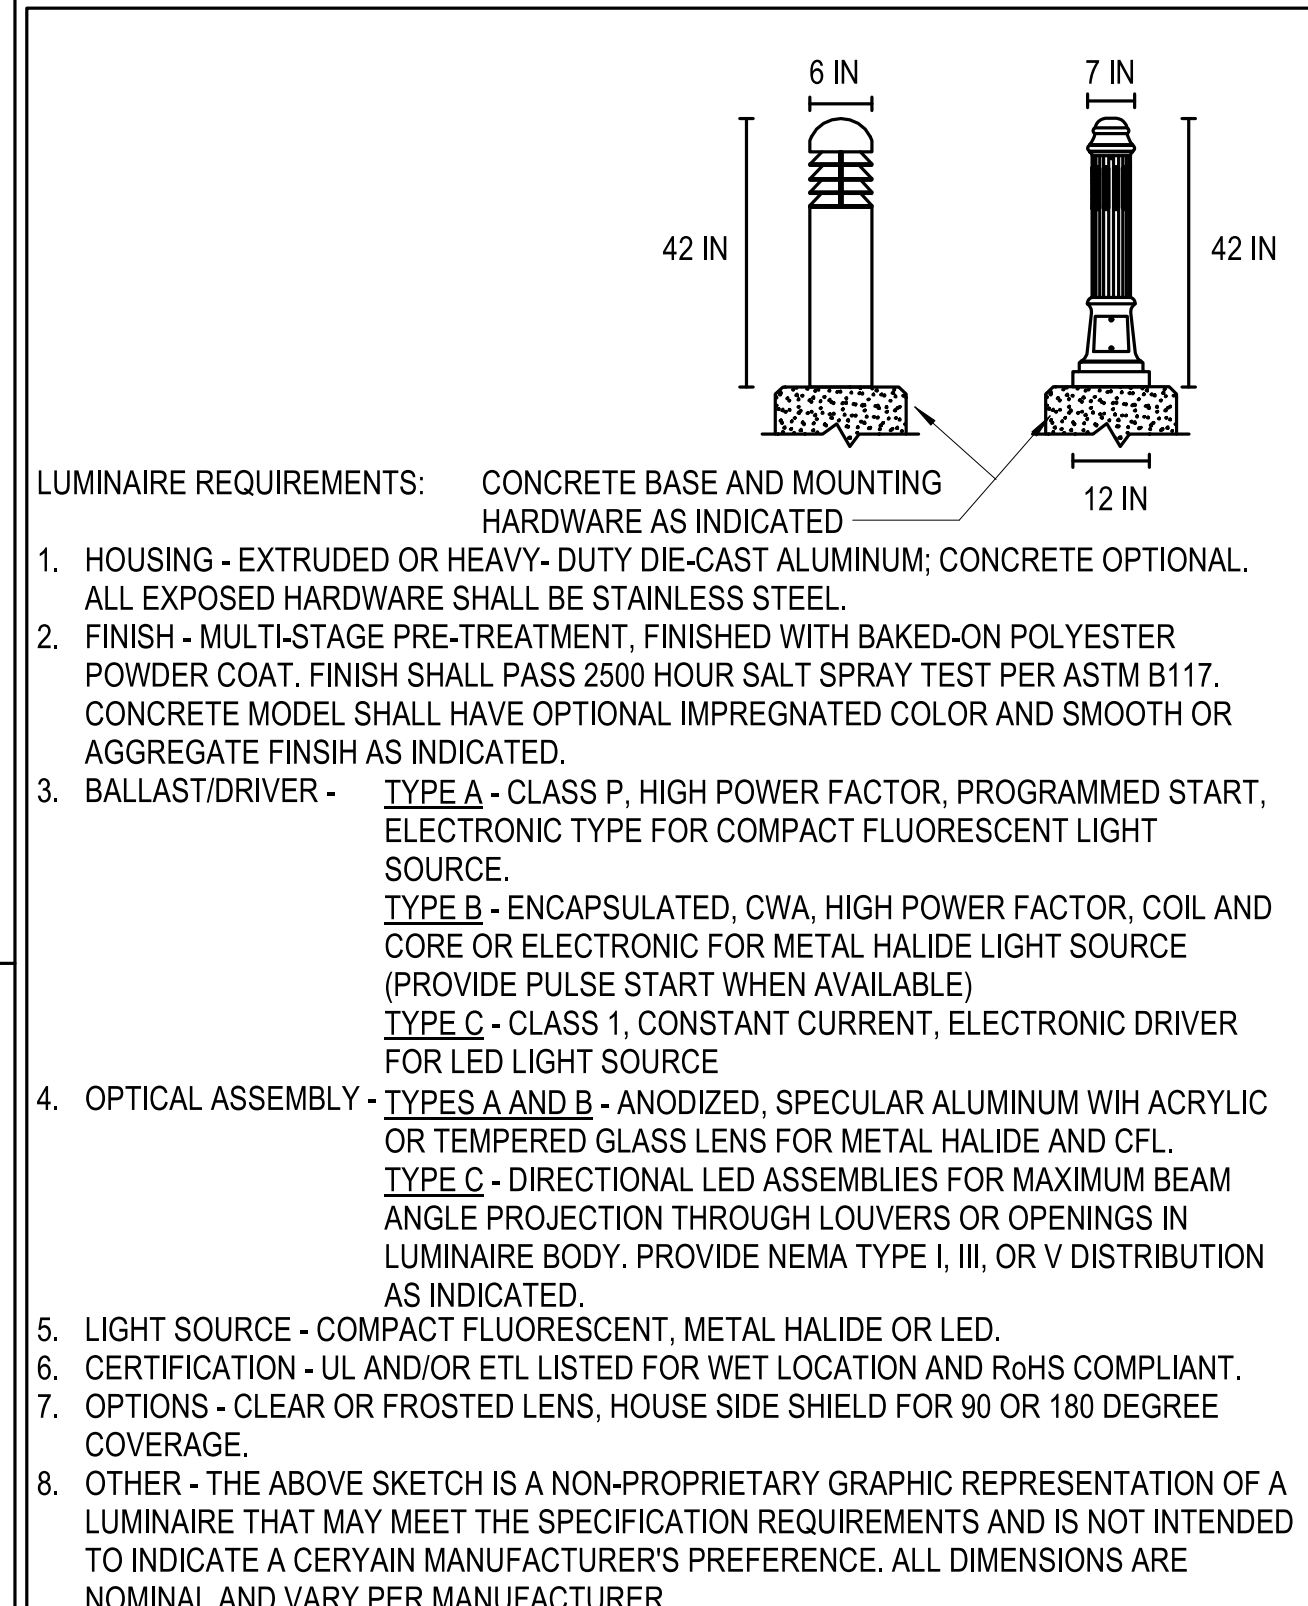 6 IN
7 IN
42 IN
42 IN
12 IN
LUMINAIRE REQUIREMENTS:
CONCRETE BASE AND MOUNTING
HARDWARE AS INDICATED
1. HOUSING - EXTRUDED OR HEAVY- DUTY DIE-CAST ALUMINUM; CONCRETE OPTIONAL.
ALL EXPOSED HARDWARE SHALL BE STAINLESS STEEL.
2. FINISH - MULTI-STAGE PRE-TREATMENT, FINISHED WITH BAKED-ON POLYESTER
POWDER COAT. FINISH SHALL PASS 2500 HOUR SALT SPRAY TEST PER ASTM B117.
CONCRETE MODEL SHALL HAVE OPTIONAL IMPREGNATED COLOR AND SMOOTH OR
AGGREGATE FINSIH AS INDICATED.
3. BALLAST/DRIVER - TYPE A - CLASS P, HIGH POWER FACTOR, PROGRAMMED START,
ELECTRONIC TYPE FOR COMPACT FLUORESCENT LIGHT
SOURCE.
TYPE B - ENCAPSULATED, CWA, HIGH POWER FACTOR, COIL AND
CORE OR ELECTRONIC FOR METAL HALIDE LIGHT SOURCE
(PROVIDE PULSE START WHEN AVAILABLE)
TYPE C - CLASS 1, CONSTANT CURRENT, ELECTRONIC DRIVER
FOR LED LIGHT SOURCE
4. OPTICAL ASSEMBLY - TYPES A AND B - ANODIZED, SPECULAR ALUMINUM WIH ACRYLIC
OR TEMPERED GLASS LENS FOR METAL HALIDE AND CFL.
TYPE C - DIRECTIONAL LED ASSEMBLIES FOR MAXIMUM BEAM
ANGLE PROJECTION THROUGH LOUVERS OR OPENINGS IN
LUMINAIRE BODY. PROVIDE NEMA TYPE I, III, OR V DISTRIBUTION
AS INDICATED.
5. LIGHT SOURCE - COMPACT FLUORESCENT, METAL HALIDE OR LED.
6. CERTIFICATION - UL AND/OR ETL LISTED FOR WET LOCATION AND RoHS COMPLIANT.
7. OPTIONS - CLEAR OR FROSTED LENS, HOUSE SIDE SHIELD FOR 90 OR 180 DEGREE
COVERAGE.
8. OTHER - THE ABOVE SKETCH IS A NON-PROPRIETARY GRAPHIC REPRESENTATION OF A
LUMINAIRE THAT MAY MEET THE SPECIFICATION REQUIREMENTS AND IS NOT INTENDED
TO INDICATE A CERYAIN MANUFACTURER'S PREFERENCE. ALL DIMENSIONS ARE
NOMINAL AND VARY PER MANUFACTURER